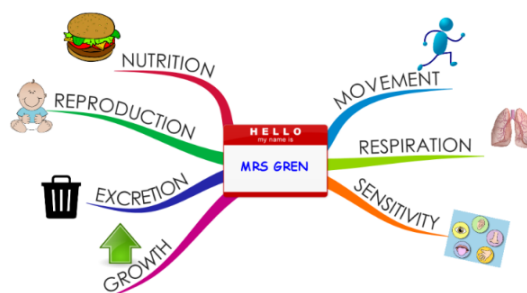 NUTRITION
REPRODUCTION
EXCRETION
GROWTH
HELLO
my name is
MRS GREN
MOVEMENT
RESPIRATION
SENSITIVITY